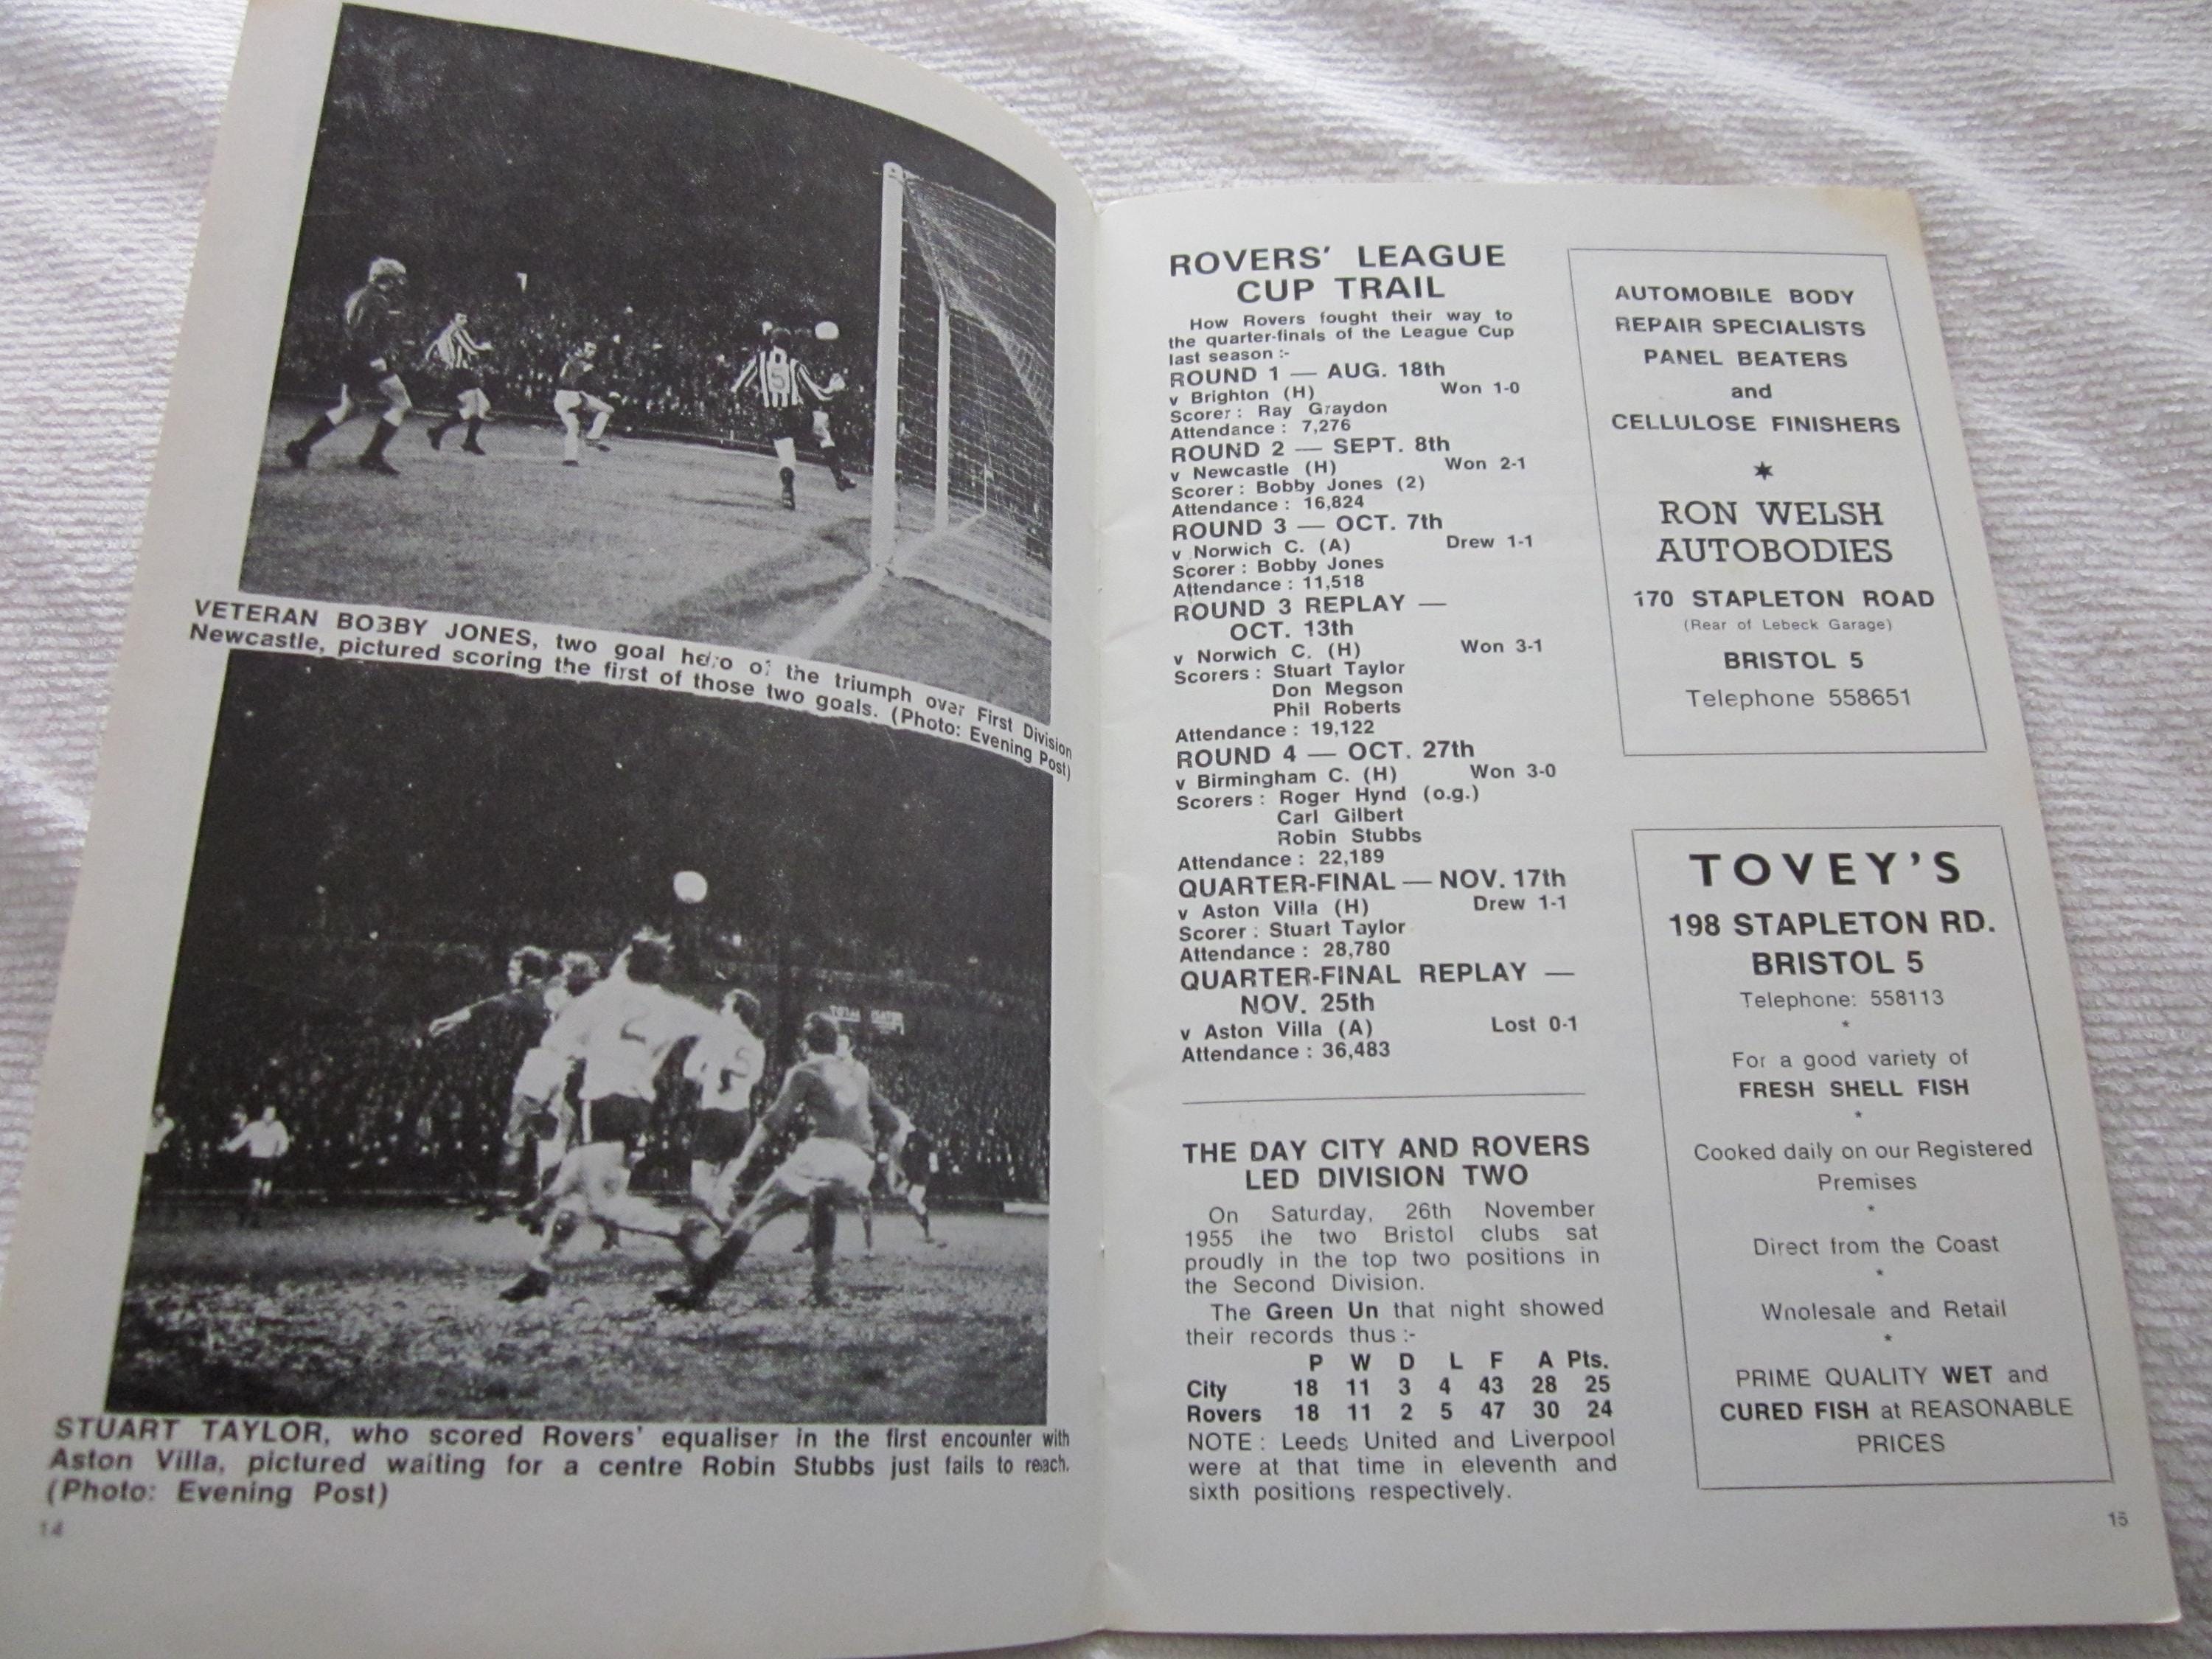 VETERAN BOBBY JONES, two goal hero of the triumph over First Division
Newcastle, pictured scoring the first of those two goals. (Photo: Evening Post)
STUART TAYLOR, who scored Rovers' equaliser in the first encounter with
Aston Villa, pictured waiting for a centre Robin Stubbs just fails to reach.
(Photo: Evening Post)
14
ROVERS' LEAGUE
CUP TRAIL
How Rovers fought their way to
the quarter-finals of the League Cup
last season :-
ROUND 1 — AUG. 18th
v Brighton (H) Won 1-0
Scorer : Ray Graydon
Attendance : 7,276
ROUND 2 — SEPT. 8th
v Newcastle (H) Won 2-1
Scorer : Bobby Jones (2)
Attendance : 16,824
ROUND 3 — OCT. 7th
v Norwich C. (A) Drew 1-1
Scorer : Bobby Jones
Attendance : 11,518
ROUND 3 REPLAY —
OCT. 13th
v Norwich C. (H) Won 3-1
Scorers : Stuart Taylor
Don Megson
Phil Roberts
Attendance : 19,122
ROUND 4 — OCT. 27th
v Birmingham C. (H) Won 3-0
Scorers : Roger Hynd (o.g.)
Carl Gilbert
Robin Stubbs
Attendance : 22,189
QUARTER-FINAL — NOV. 17th
v Aston Villa (H) Drew 1-1
Scorer : Stuart Taylor
Attendance : 28,780
QUARTER-FINAL REPLAY —
NOV. 25th
v Aston Villa (A) Lost 0-1
Attendance : 36,483
THE DAY CITY AND ROVERS
LED DIVISION TWO
On Saturday, 26th November
1955 the two Bristol clubs sat
proudly in the top two positions in
the Second Division.
The Green Un that night showed
their records thus :-
P W D L F A Pts.
City 18 11 3 4 43 28 25
Rovers 18 11 2 5 47 30 24
NOTE : Leeds United and Liverpool
were at that time in eleventh and
sixth positions respectively.
AUTOMOBILE BODY
REPAIR SPECIALISTS
PANEL BEATERS
and
CELLULOSE FINISHERS
RON WELSH
AUTOBODIES
170 STAPLETON ROAD
(Rear of Lebeck Garage)
BRISTOL 5
Telephone 558651
TOVEY'S
198 STAPLETON RD.
BRISTOL 5
Telephone: 558113
*
For a good variety of
FRESH SHELL FISH
*
Cooked daily on our Registered
Premises
*
Direct from the Coast
*
Wholesale and Retail
*
PRIME QUALITY WET and
CURED FISH at REASONABLE
PRICES
15